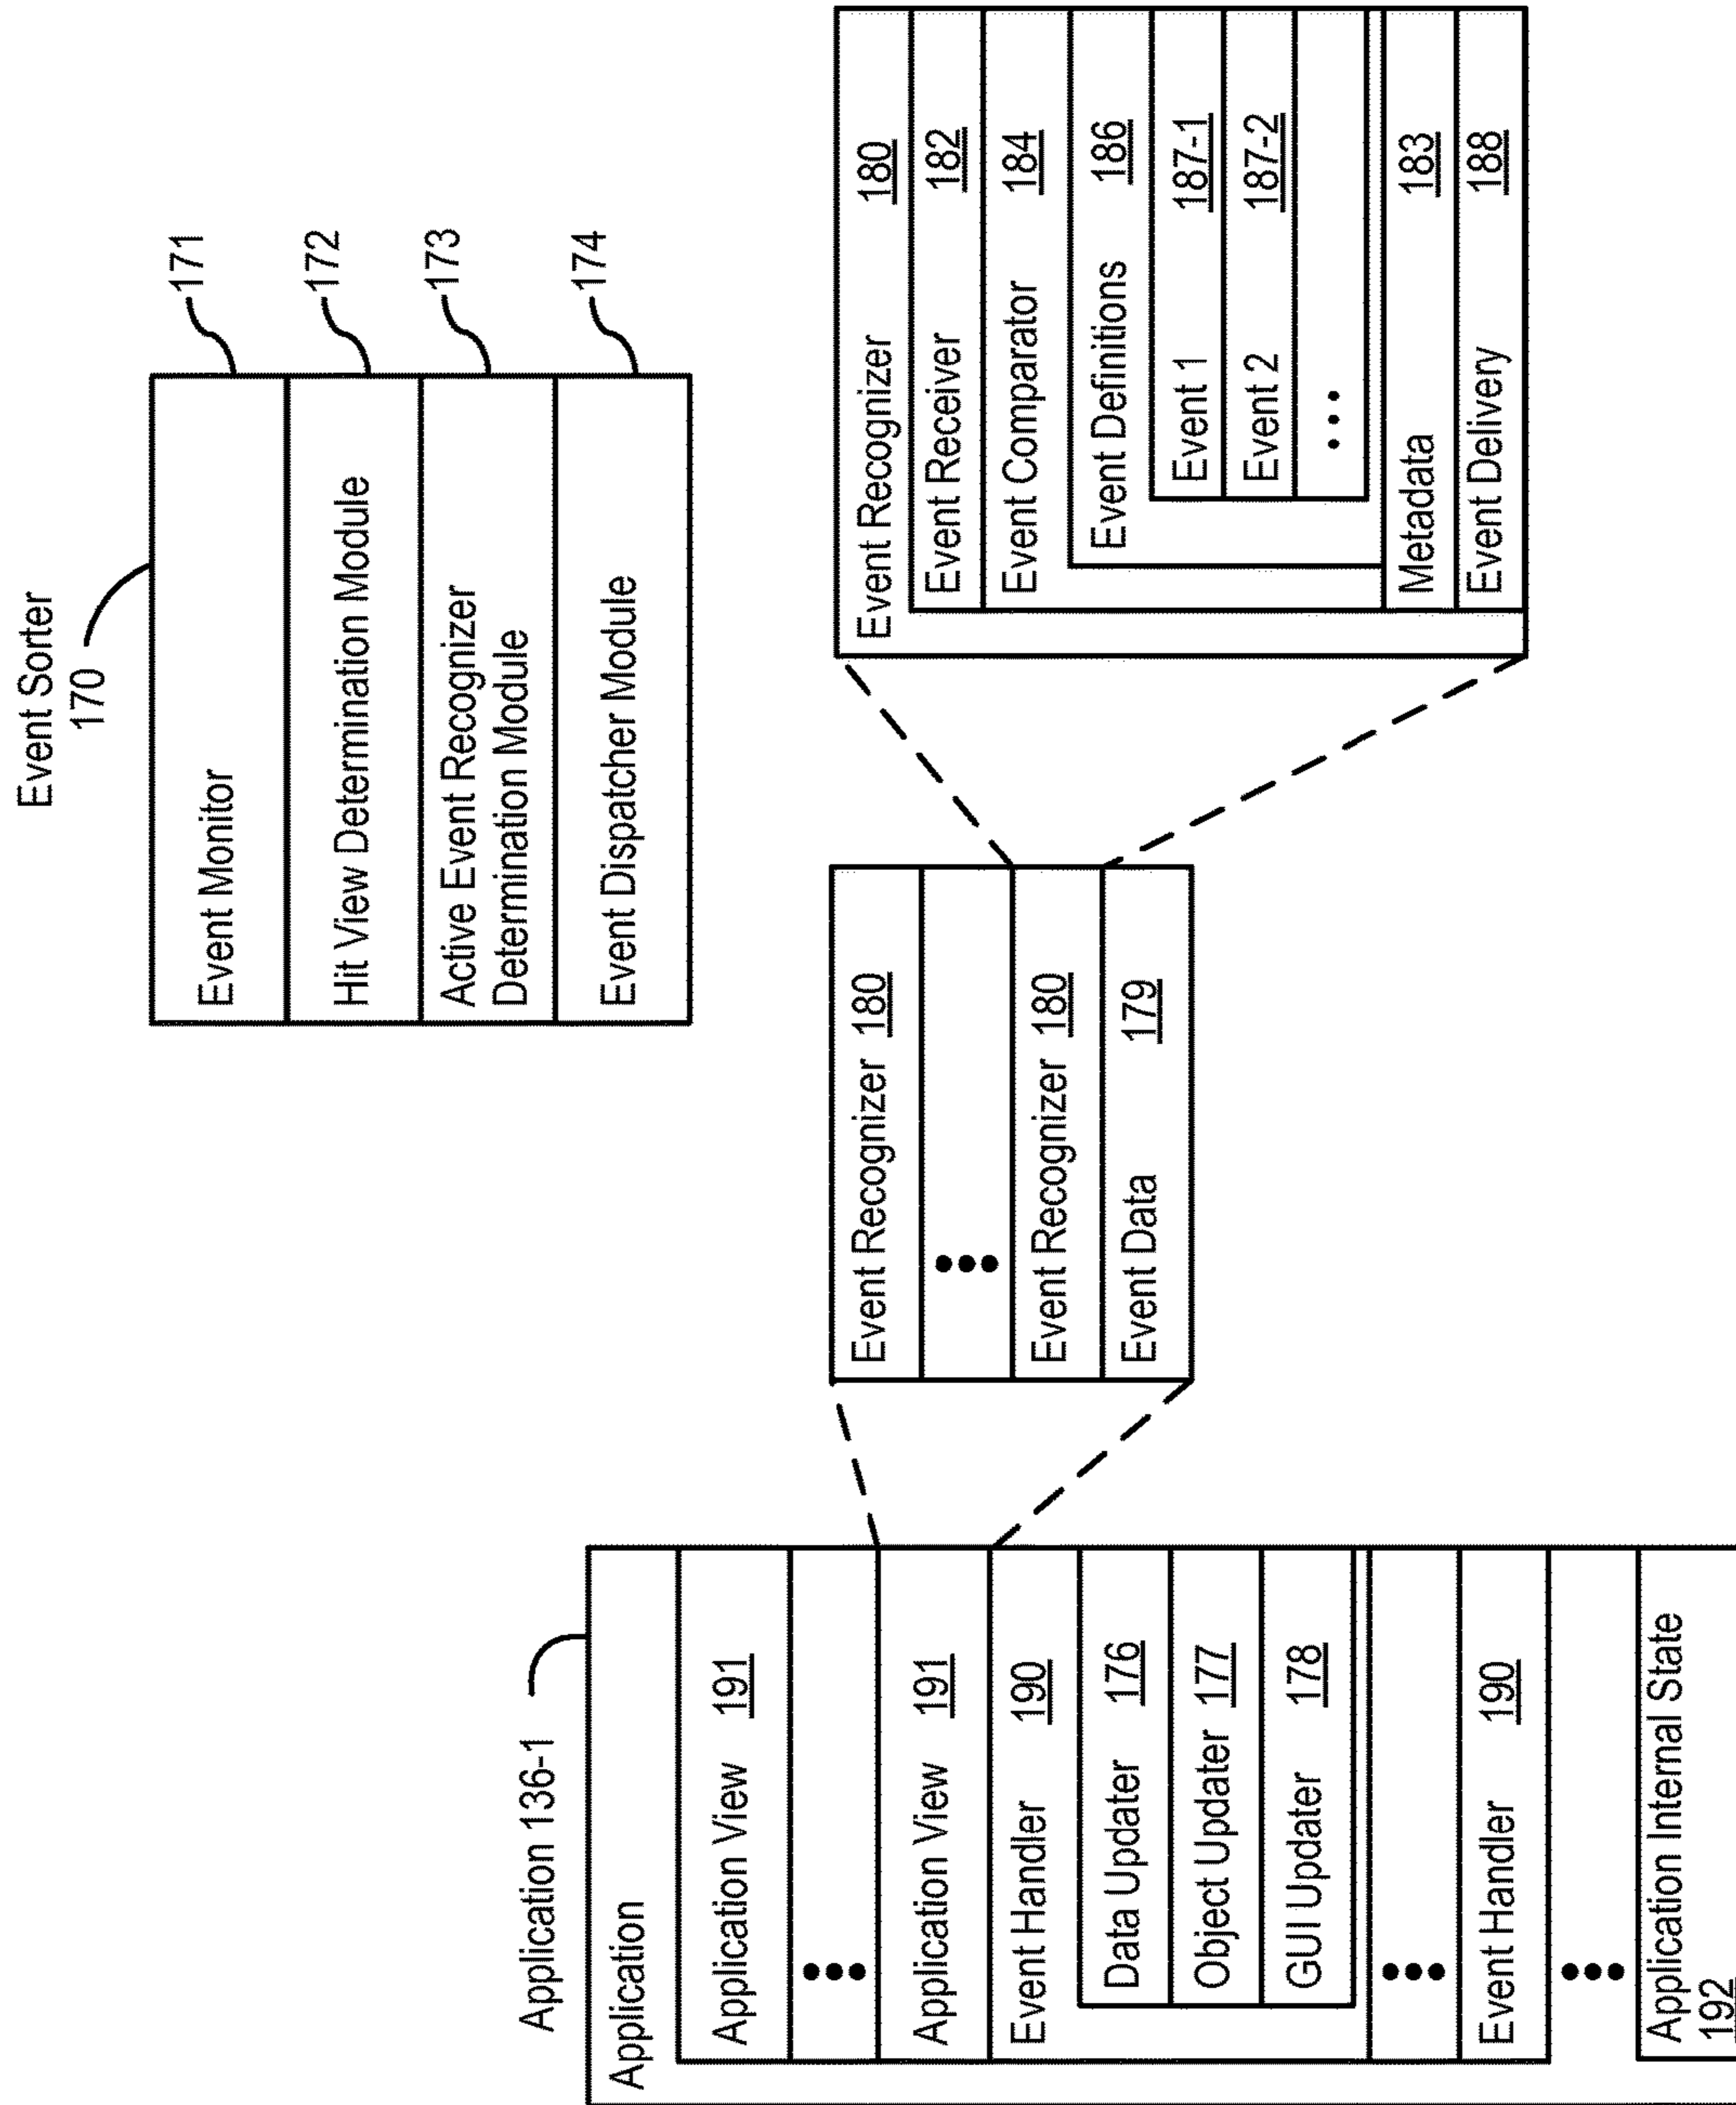 Event Sorter
170
Event Monitor
171
Hit View Determination Module
172
Active Event Recognizer
Determination Module
173
Event Dispatcher Module
174
Application 136-1
Application
Application View 191
•••
Application View 191
Event Handler 190
Data Updater 176
Object Updater 177
GUI Updater 178
•••
Event Handler 190
•••
Application Internal State
192
Event Recognizer 180
•••
Event Recognizer 180
Event Data 179
Event Recognizer 180
Event Receiver 182
Event Comparator 184
Event Definitions 186
Event 1 187-1
Event 2 187-2
•••
Metadata 183
Event Delivery 188